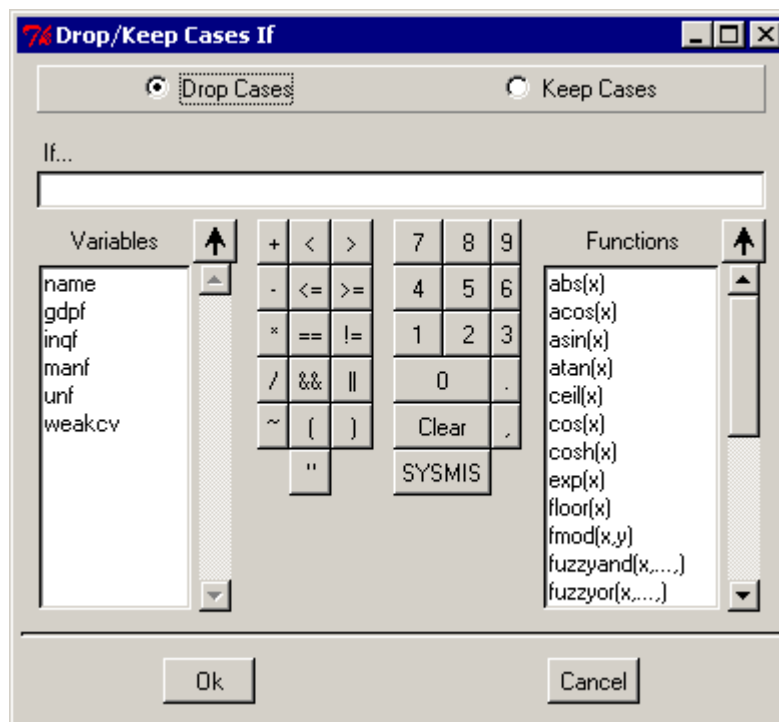 Drop/Keep Cases If
Drop Cases Keep Cases
If...
Variables
name
gdpf
inqf
manf
unf
weakcv
+ < >
- <= >=
* == !=
/ && ||
~ ( )
"
7 8 9
4 5 6
1 2 3
0 .
Clear ,
SYSMIS
Functions
abs(x)
acos(x)
asin(x)
atan(x)
ceil(x)
cos(x)
cosh(x)
exp(x)
floor(x)
fmod(x,y)
fuzzyand(x,...,)
fuzzyor(x,...,)
Ok Cancel